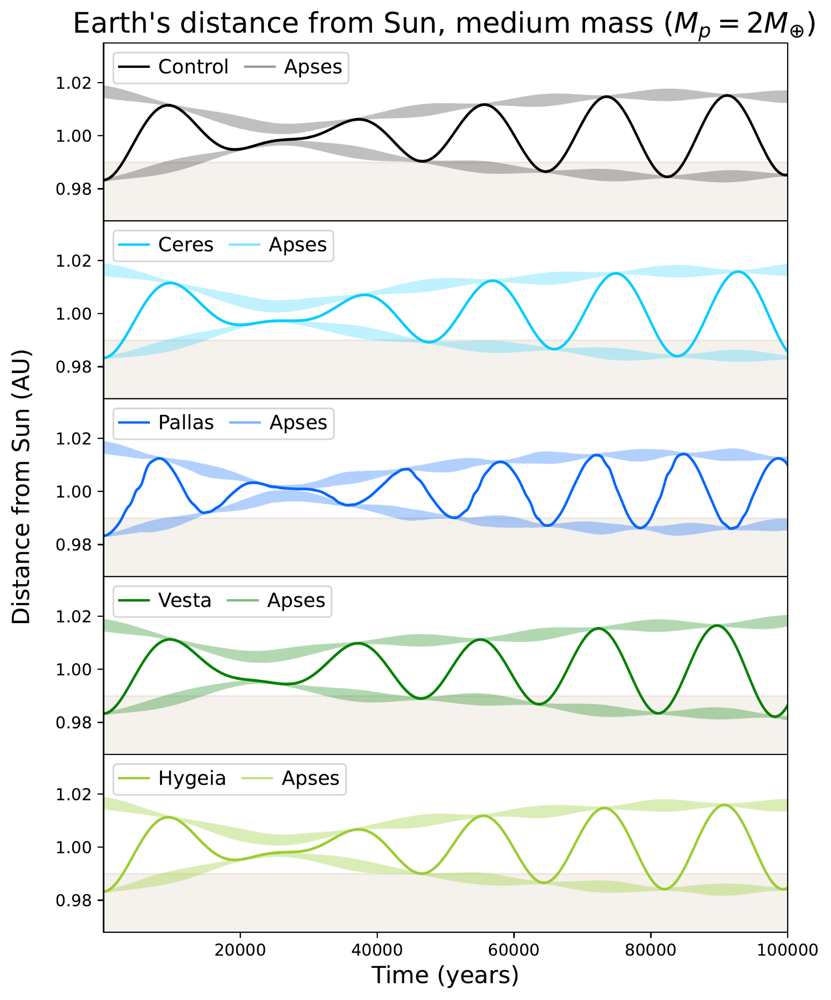 Earth's distance from Sun, medium mass ($M_p = 2M_\oplus$)
Control Apses
1.02
1.00
0.98
Ceres Apses
1.02
1.00
0.98
Pallas Apses
1.02
1.00
0.98
Vesta Apses
1.02
1.00
0.98
Hygeia Apses
1.02
1.00
0.98
Distance from Sun (AU)
20000 40000 60000 80000 100000
Time (years)